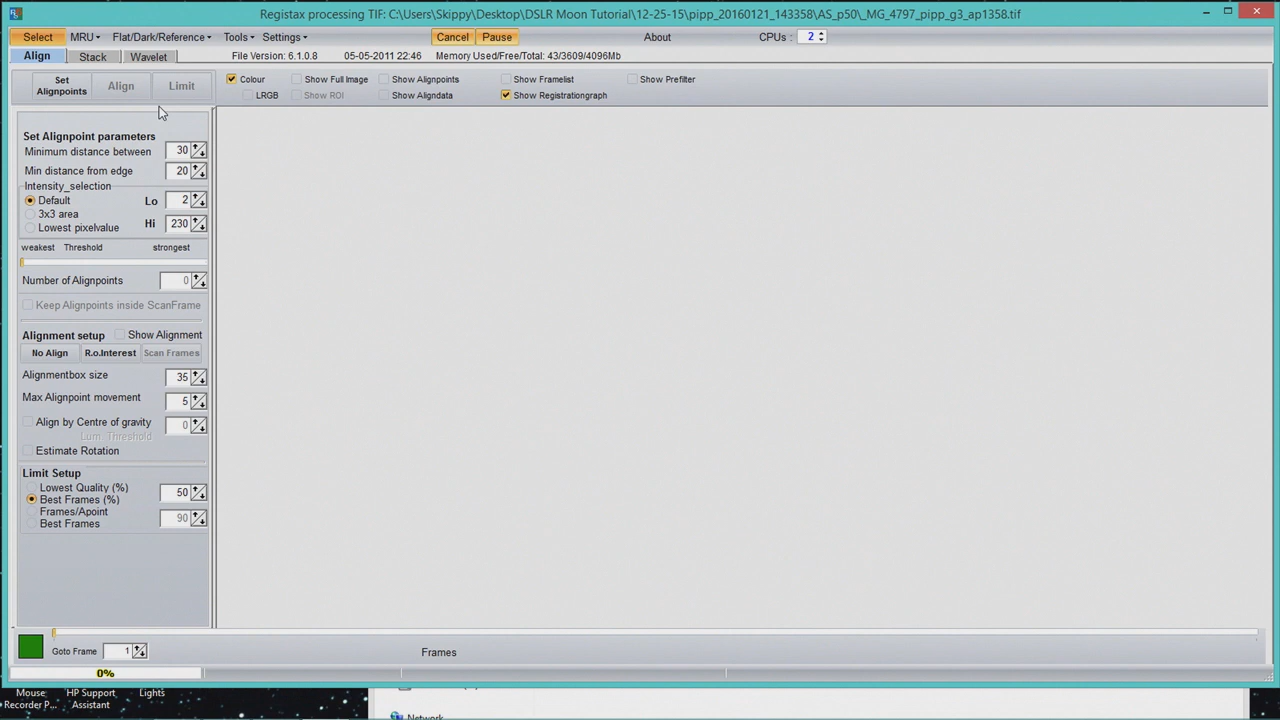 Registax processing TIF: C:\Users\Skippy\Desktop\DSLR Moon Tutorial\12-25-15\pipp_20160121_143358\AS_p50\_MG_4797_pipp_g3_ap1358.tif
Select MRU Flat/Dark/Reference Tools Settings Cancel Pause About CPUs : 2
Align Stack Wavelet File Version: 6.1.0.8 05-05-2011 22:46 Memory Used/Free/Total: 43/3609/4096Mb
Set Alignpoints Align Limit
Colour Show Full Image Show Alignpoints Show Framelist Show Prefilter
LRGB Show ROI Show Aligndata Show Registrationgraph
Set Alignpoint parameters
Minimum distance between 30
Min distance from edge 20
Intensity_selection
Default Lo 2
3x3 area
Lowest pixelvalue Hi 230
weakest Threshold strongest
Number of Alignpoints 0
Keep Alignpoints inside ScanFrame
Alignment setup Show Alignment
No Align R.o.Interest Scan Frames
Alignmentbox size 35
Max Alignpoint movement 5
Align by Centre of gravity 0
Lum. Threshold
Estimate Rotation
Limit Setup
Lowest Quality (%)
Best Frames (%) 50
Frames/Apoint
Best Frames 90
Goto Frame 1 Frames
0%
Mouse Recorder P... HP Support Assistant Lights
Network